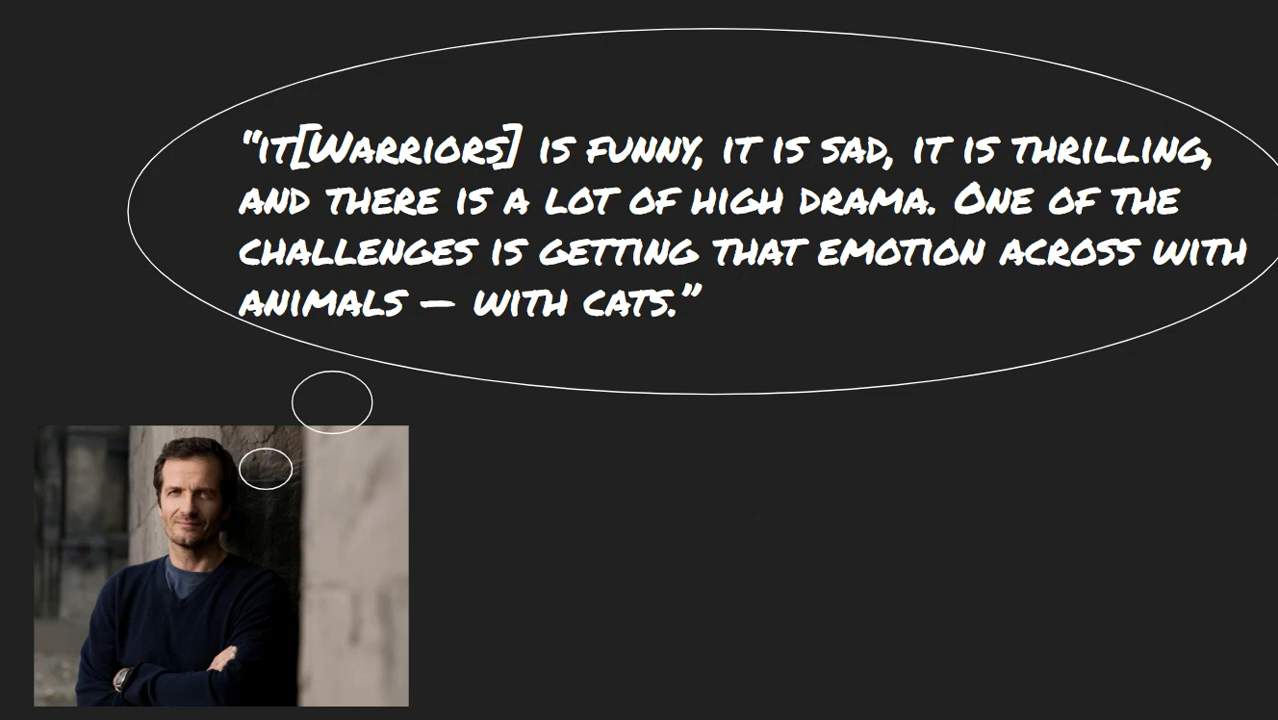 “It[Warriors] is funny, it is sad, it is thrilling,
and there is a lot of high drama. One of the
challenges is getting that emotion across with
animals — with cats.”